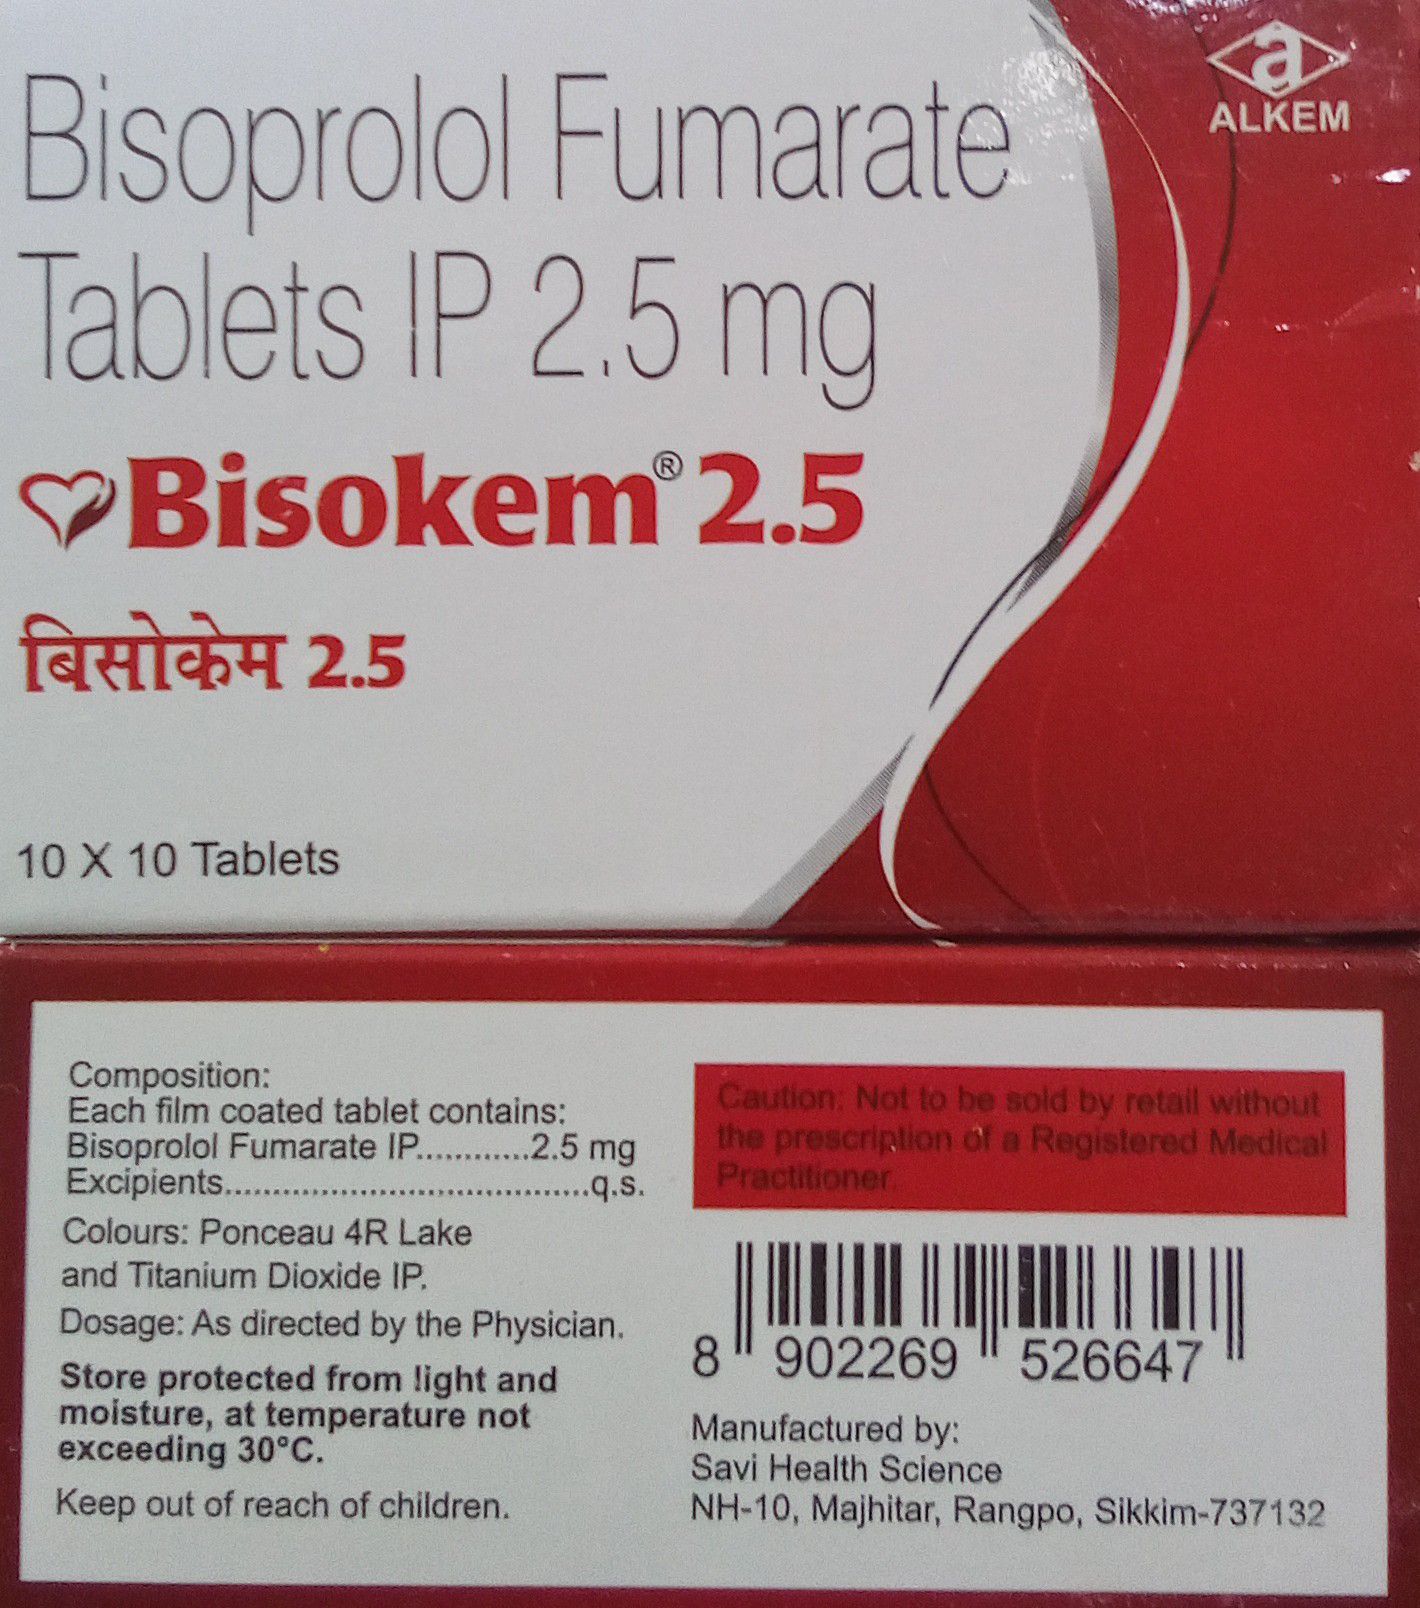 Bisoprolol Fumarate
Tablets IP 2.5 mg
ALKEM
Bisokem® 2.5
बिसोकेम 2.5
10 X 10 Tablets
Composition:
Each film coated tablet contains:
Bisoprolol Fumarate IP............2.5 mg
Excipients......................................q.s.
Colours: Ponceau 4R Lake
and Titanium Dioxide IP.
Dosage: As directed by the Physician.
Store protected from light and
moisture, at temperature not
exceeding 30°C.
Keep out of reach of children.
Caution: Not to be sold by retail without
the prescription of a Registered Medical
Practitioner.
8 902269 526647
Manufactured by:
Savi Health Science
NH-10, Majhitar, Rangpo, Sikkim-737132